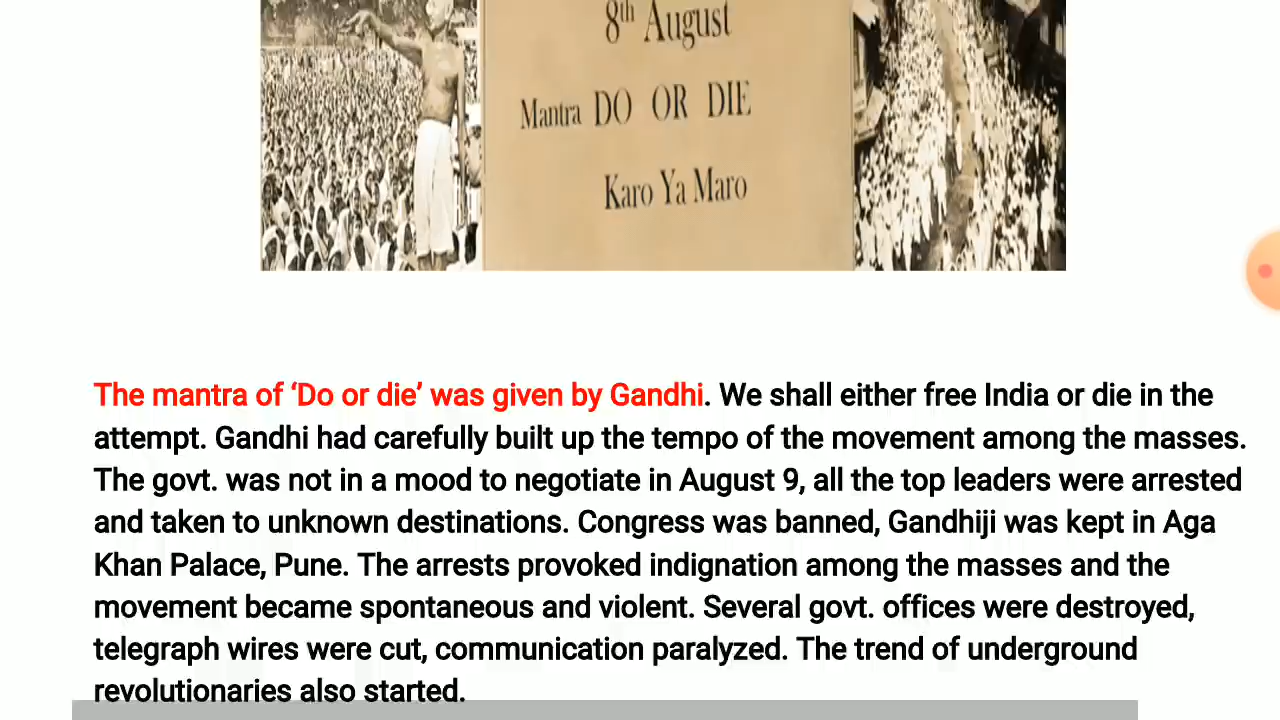 8th August
Mantra DO OR DIE
Karo Ya Maro
The mantra of ‘Do or die’ was given by Gandhi. We shall either free India or die in the
attempt. Gandhi had carefully built up the tempo of the movement among the masses.
The govt. was not in a mood to negotiate in August 9, all the top leaders were arrested
and taken to unknown destinations. Congress was banned, Gandhiji was kept in Aga
Khan Palace, Pune. The arrests provoked indignation among the masses and the
movement became spontaneous and violent. Several govt. offices were destroyed,
telegraph wires were cut, communication paralyzed. The trend of underground
revolutionaries also started.